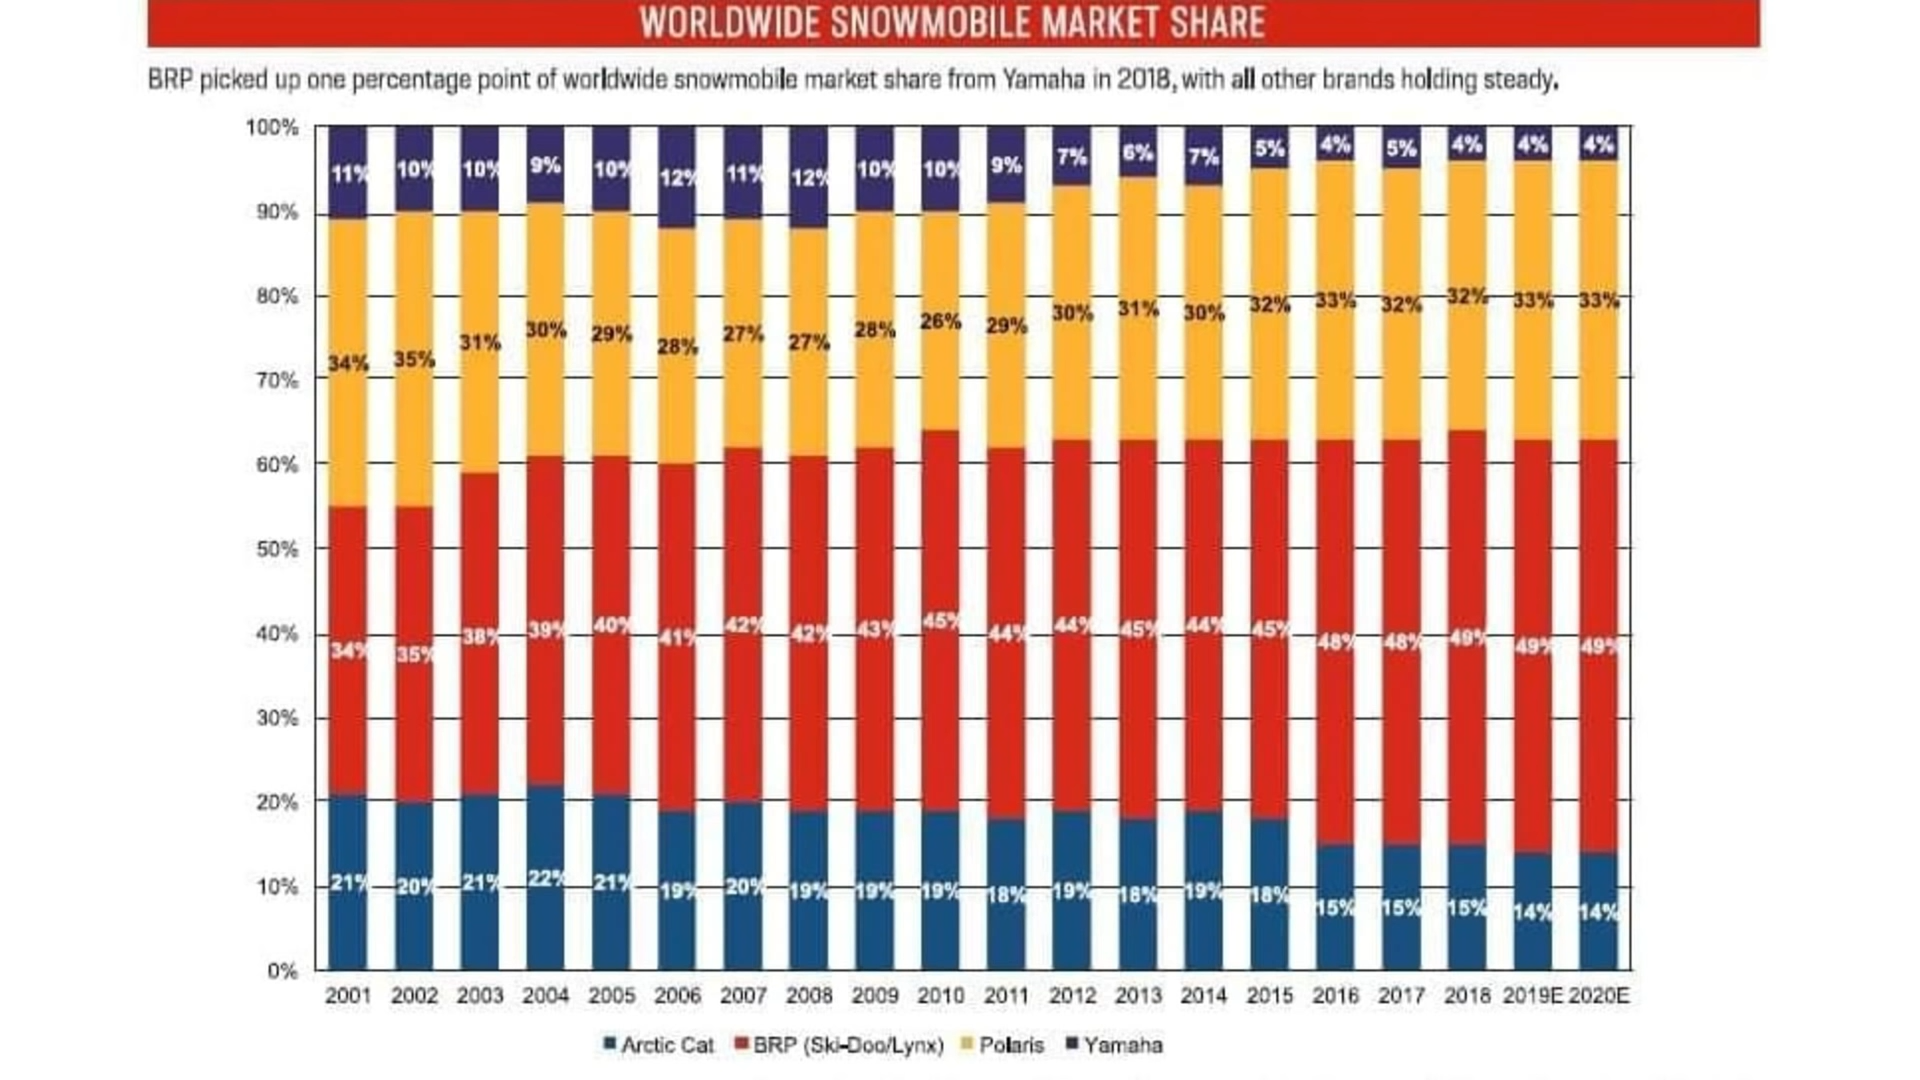 WORLDWIDE SNOWMOBILE MARKET SHARE
BRP picked up one percentage point of worldwide snowmobile market share from Yamaha in 2018, with all other brands holding steady.
100%
90%
80%
70%
60%
50%
40%
30%
20%
10%
0%
11% 10% 10% 9% 10% 12% 11% 12% 10% 10% 9% 7% 6% 7% 5% 4% 5% 4% 4% 4%
34% 35% 31% 30% 29% 28% 27% 27% 28% 26% 29% 30% 31% 30% 32% 33% 32% 32% 33% 33%
34% 35% 38% 39% 40% 41% 42% 42% 43% 45% 44% 44% 45% 44% 45% 48% 48% 49% 49% 49%
21% 20% 21% 22% 21% 19% 20% 19% 19% 19% 18% 19% 18% 19% 18% 15% 15% 15% 14% 14%
2001 2002 2003 2004 2005 2006 2007 2008 2009 2010 2011 2012 2013 2014 2015 2016 2017 2018 2019E 2020E
Arctic Cat BRP (Ski-Doo/Lynx) Polaris Yamaha